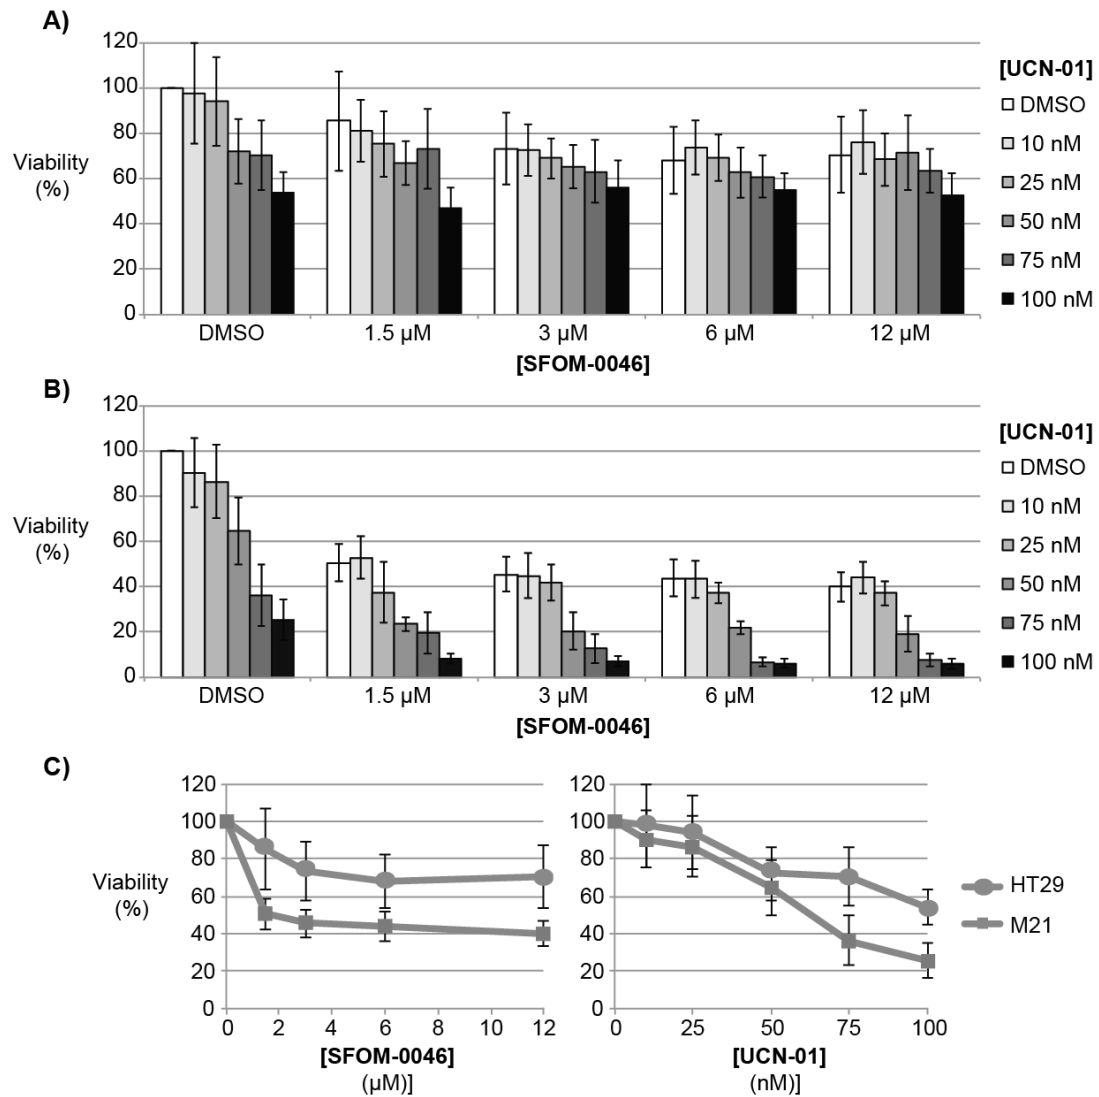 A)
120
100
80
60
40
20
0
Viability
(%)
DMSO
1.5 µM
3 µM
6 µM
12 µM
[SFOM-0046]
[UCN-01]
DMSO
10 nM
25 nM
50 nM
75 nM
100 nM
B)
120
100
80
60
40
20
0
Viability
(%)
DMSO
1.5 µM
3 µM
6 µM
12 µM
[SFOM-0046]
[UCN-01]
DMSO
10 nM
25 nM
50 nM
75 nM
100 nM
C)
120
100
80
60
40
20
0
Viability
(%)
0 2 4 6 8 10 12
[SFOM-0046]
(µM)]
120
100
80
60
40
20
0
0 25 50 75 100
[UCN-01]
(nM)]
HT29
M21